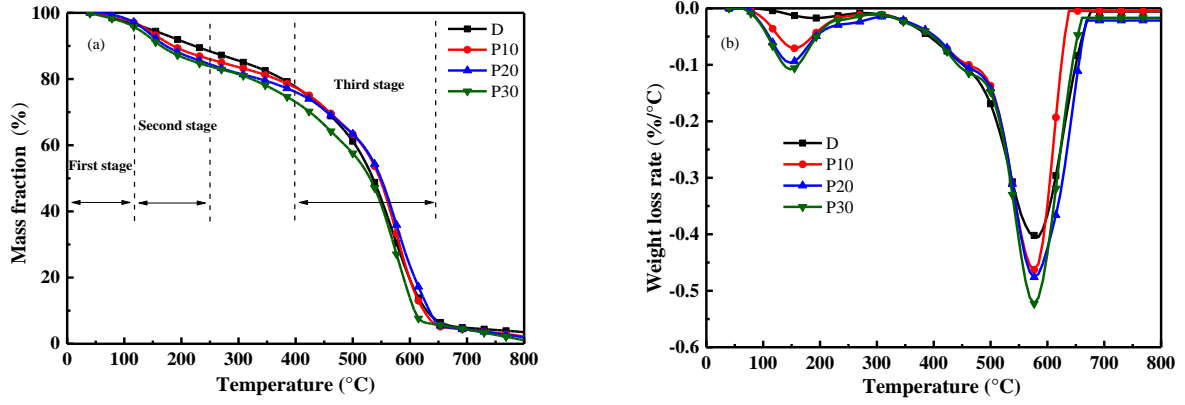 (a)
D
P10
P20
P30
Third stage
Second stage
First stage
Mass fraction (%)
100
80
60
40
20
0
0 100 200 300 400 500 600 700 800
Temperature (°C)
(b)
D
P10
P20
P30
Weight loss rate (%/°C)
0.0
-0.1
-0.2
-0.3
-0.4
-0.5
-0.6
0 100 200 300 400 500 600 700 800
Temperature (°C)